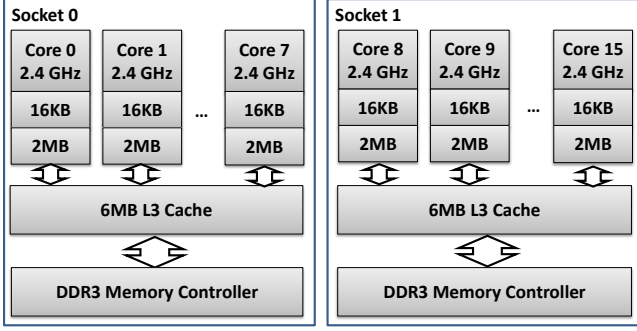 Socket 0
Core 0
2.4 GHz
16KB
2MB
Core 1
2.4 GHz
16KB
2MB
...
Core 7
2.4 GHz
16KB
2MB
6MB L3 Cache
DDR3 Memory Controller
Socket 1
Core 8
2.4 GHz
16KB
2MB
Core 9
2.4 GHz
16KB
2MB
...
Core 15
2.4 GHz
16KB
2MB
6MB L3 Cache
DDR3 Memory Controller